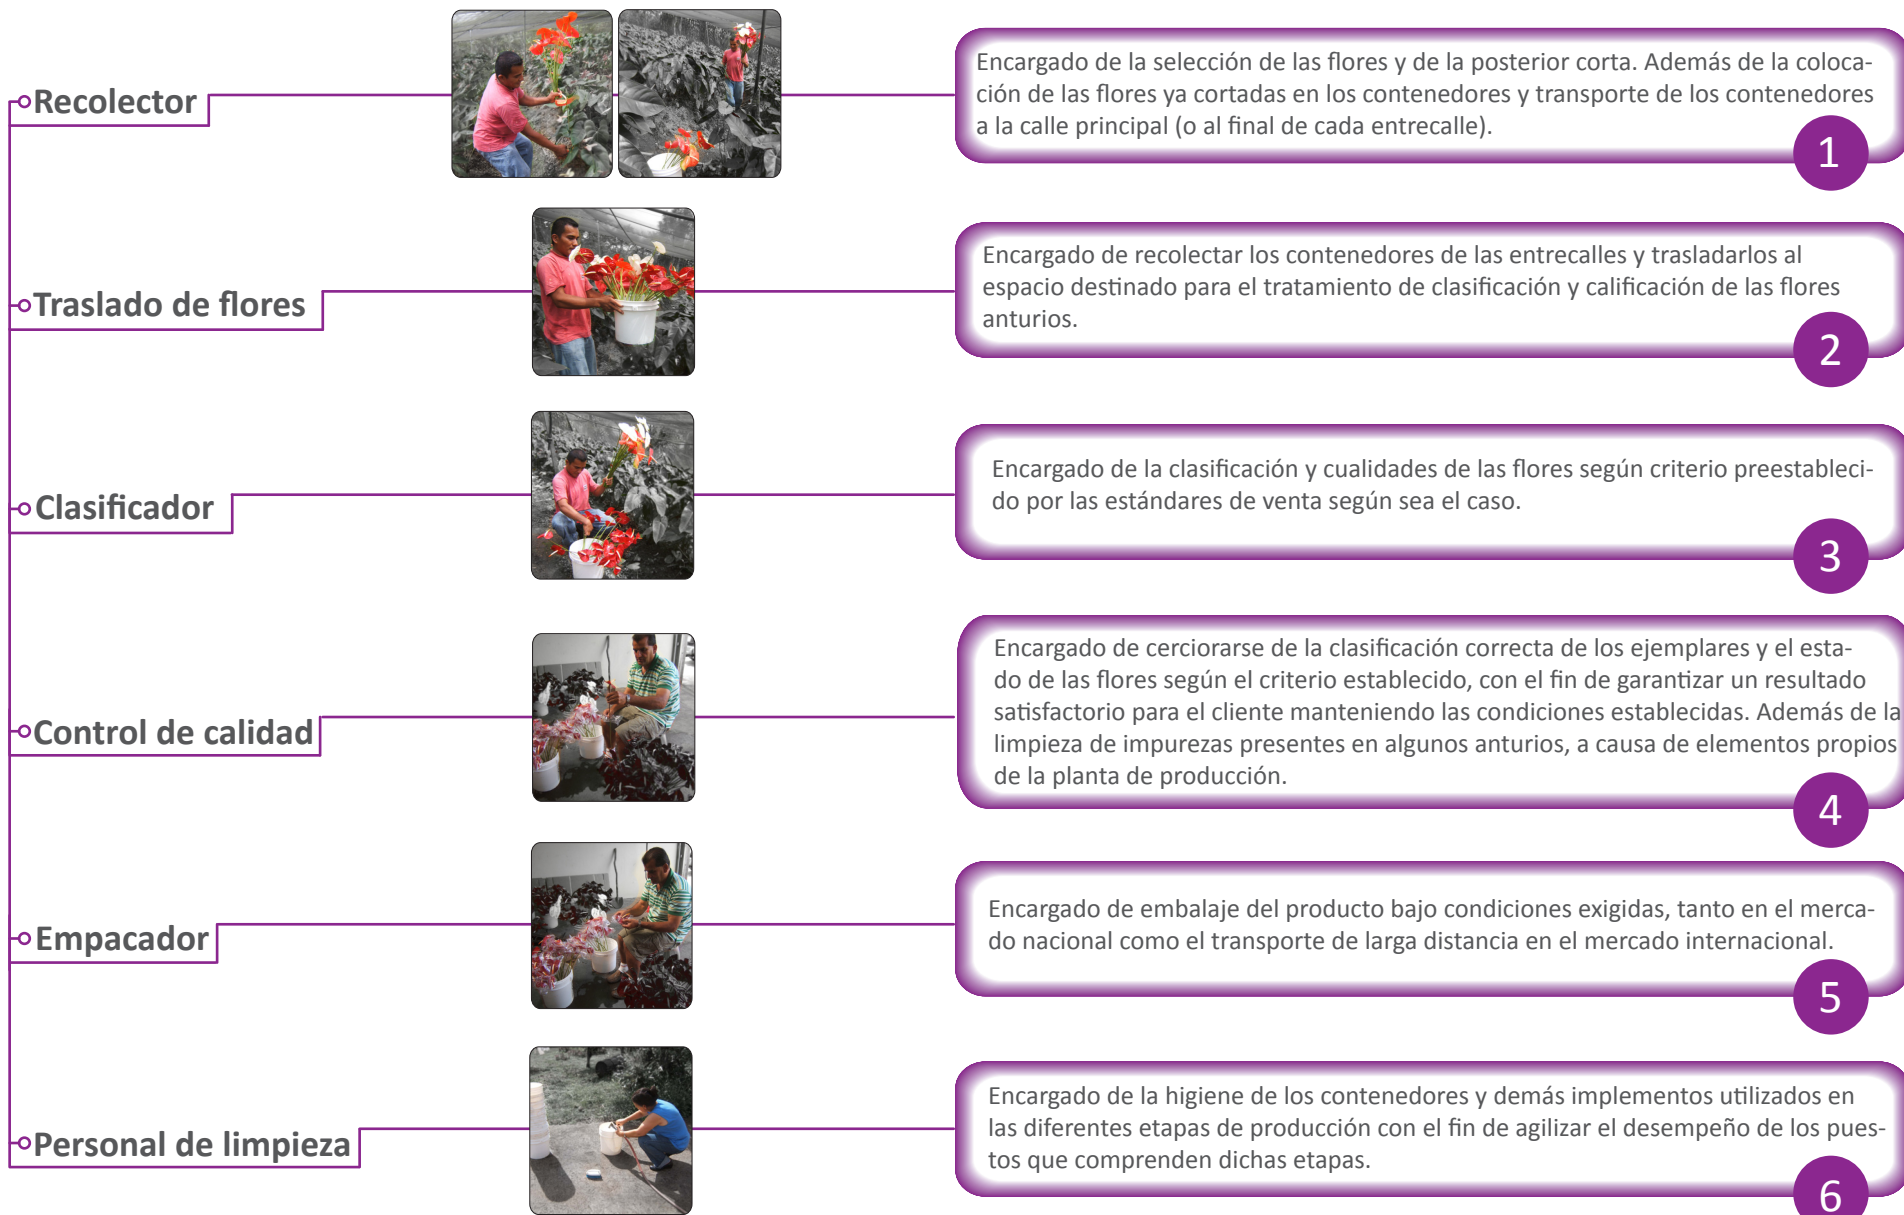 Recolector
Encargado de la selección de las flores y de la posterior corta. Además de la coloca-
ción de las flores ya cortadas en los contenedores y transporte de los contenedores
a la calle principal (o al final de cada entrecalle).
1
Traslado de flores
Encargado de recolectar los contenedores de las entrecalles y trasladarlos al
espacio destinado para el tratamiento de clasificación y calificación de las flores
anturios.
2
Clasificador
Encargado de la clasificación y cualidades de las flores según criterio preestableci-
do por las estándares de venta según sea el caso.
3
Control de calidad
Encargado de cerciorarse de la clasificación correcta de los ejemplares y el esta-
do de las flores según el criterio establecido, con el fin de garantizar un resultado
satisfactorio para el cliente manteniendo las condiciones establecidas. Además de la
limpieza de impurezas presentes en algunos anturios, a causa de elementos propios
de la planta de producción.
4
Empacador
Encargado de embalaje del producto bajo condiciones exigidas, tanto en el merca-
do nacional como el transporte de larga distancia en el mercado internacional.
5
Personal de limpieza
Encargado de la higiene de los contenedores y demás implementos utilizados en
las diferentes etapas de producción con el fin de agilizar el desempeño de los pues-
tos que comprenden dichas etapas.
6